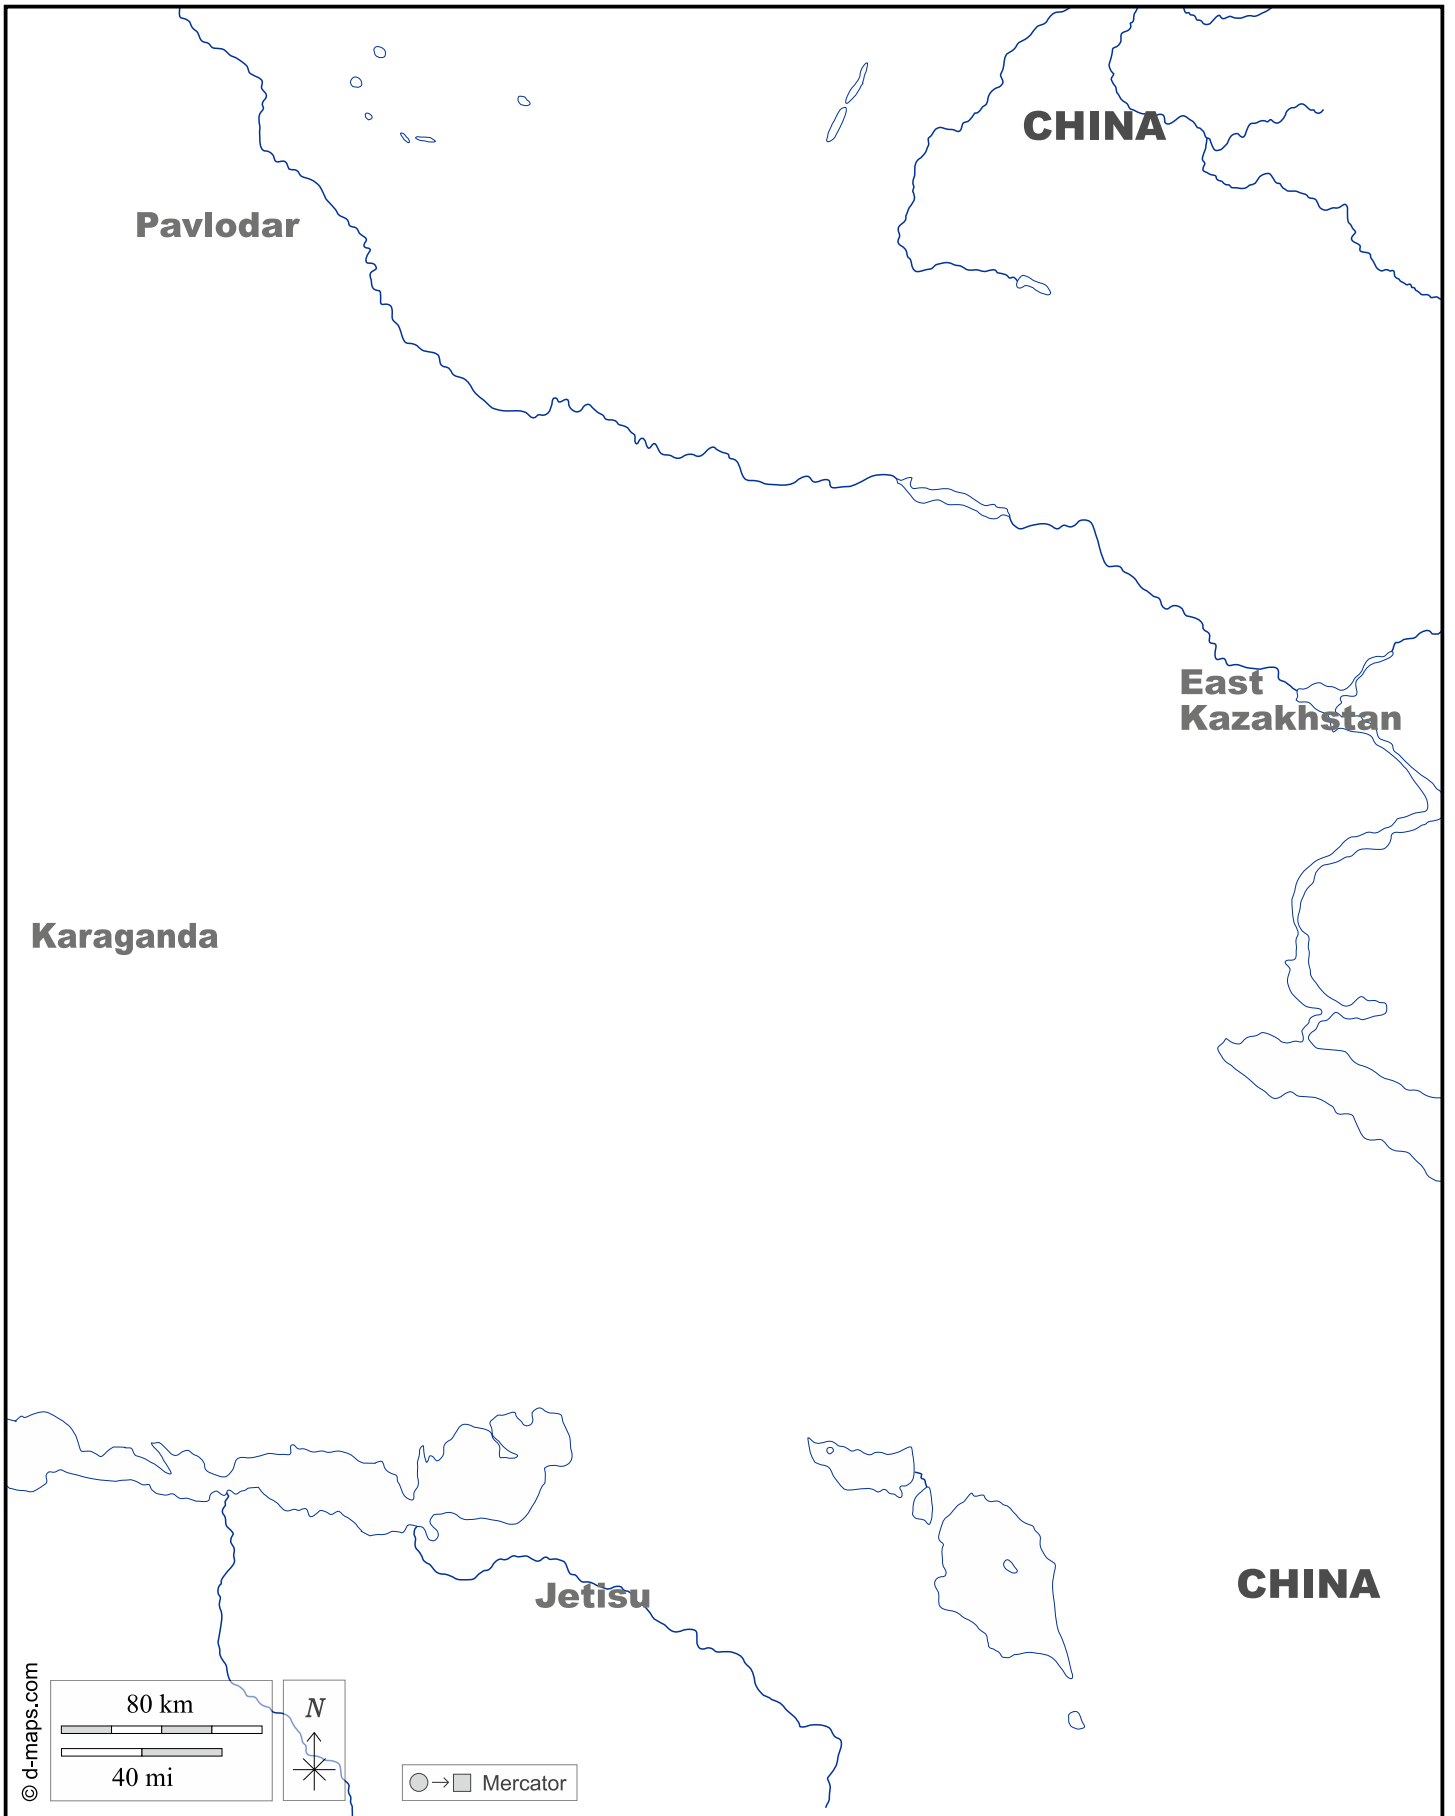 CHINA
Pavlodar
East
Kazakhstan
Karaganda
CHINA
Jetisu
© d-maps.com
80 km
40 mi
N
Mercator